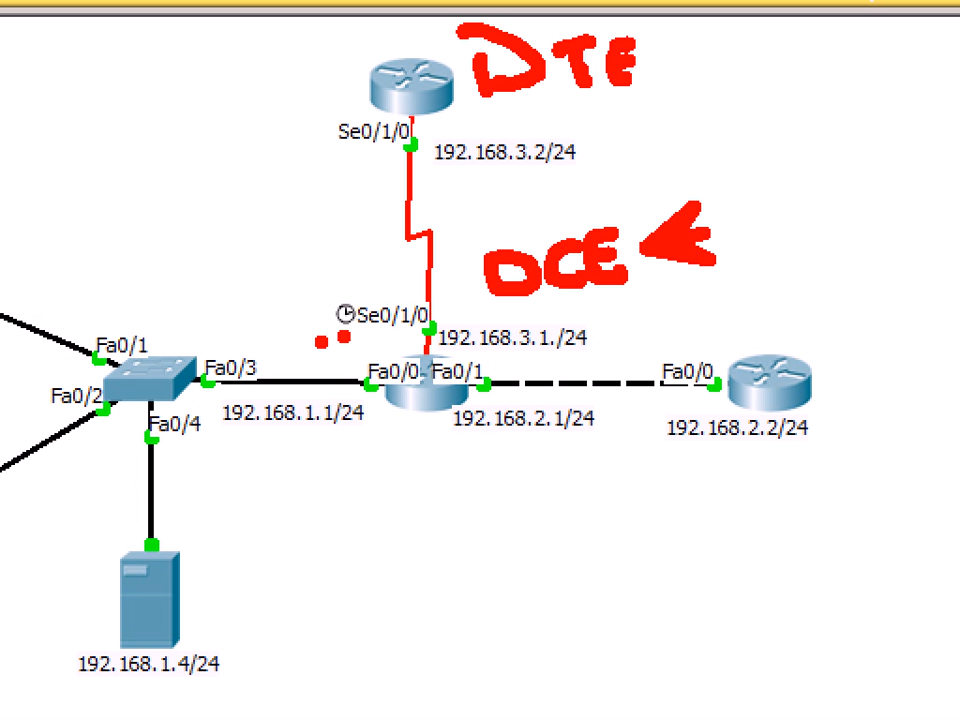 DTE
Se0/1/0
192.168.3.2/24
DCE
Se0/1/0
192.168.3.1./24
Fa0/1
Fa0/3
Fa0/0
Fa0/1
Fa0/0
Fa0/2
192.168.1.1/24
192.168.2.1/24
192.168.2.2/24
Fa0/4
192.168.1.4/24